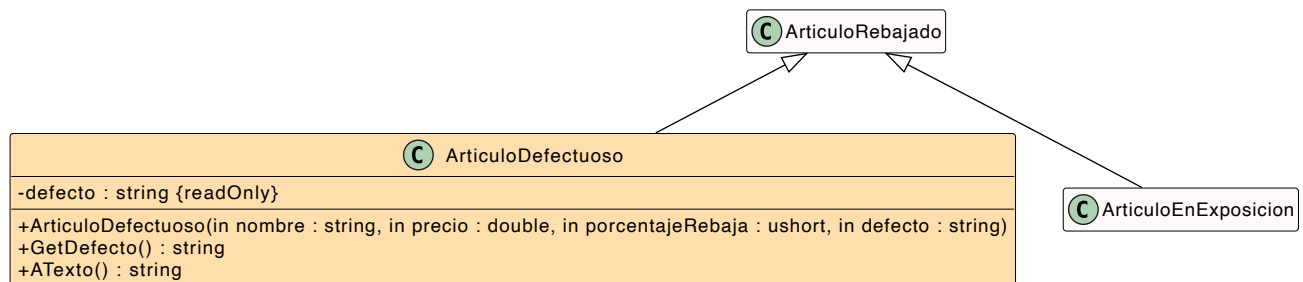 C ArticuloRebajado
C ArticuloDefectuoso
-defecto : string {readOnly}
+ArticuloDefectuoso(in nombre : string, in precio : double, in porcentajeRebaja : ushort, in defecto : string)
+GetDefecto() : string
+ATexto() : string
C ArticuloEnExposicion